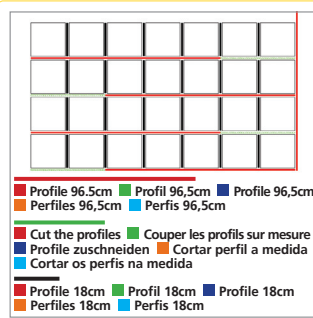 Profile 96.5cm Profil 96,5cm Profile 96,5cm
Perfiles 96,5cm Perfis 96,5cm
Cut the profiles Couper les profils sur mesure
Profile zuschneiden Cortar perfil a medida
Cortar os perfis na medida
Profile 18cm Profil 18cm Profile 18cm
Perfiles 18cm Perfis 18cm